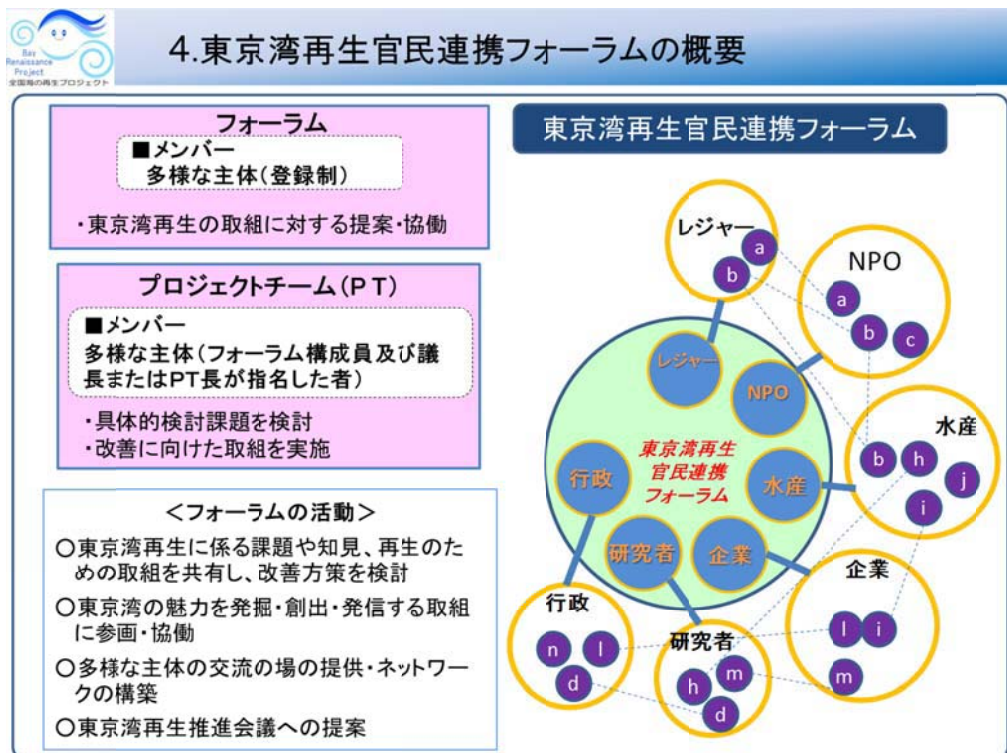 Bay
Renaissance
Project
全国海の再生プロジェクト
4.東京湾再生官民連携フォーラムの概要
フォーラム
■メンバー
多様な主体(登録制)
・東京湾再生の取組に対する提案・協働
プロジェクトチーム(PT)
■メンバー
多様な主体(フォーラム構成員及び議
長またはPT長が指名した者)
・具体的検討課題を検討
・改善に向けた取組を実施
<フォーラムの活動>
○東京湾再生に係る課題や知見、再生のた
めの取組を共有し、改善方策を検討
○東京湾の魅力を発掘・創出・発信する取組
に参画・協働
○多様な主体の交流の場の提供・ネットワー
クの構築
○東京湾再生推進会議への提案
東京湾再生官民連携フォーラム
レジャー
a
b
NPO
a
b
c
水産
b
h
j
i
企業
l
i
m
研究者
h
m
d
行政
n
l
d
レジャー
NPO
水産
企業
研究者
行政
東京湾再生
官民連携
フォーラム